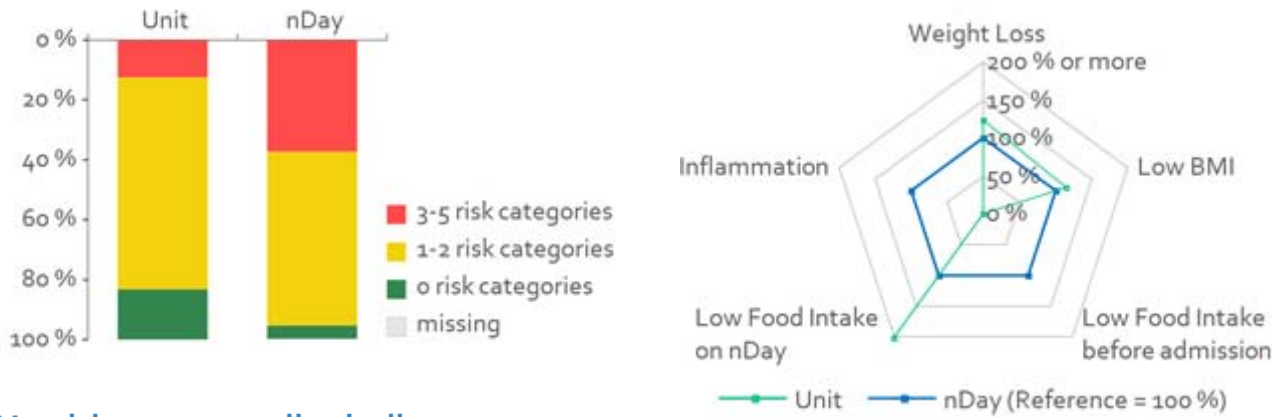 Unit nDay
0 %
20 %
40 %
60 %
80 %
100 %
3-5 risk categories
1-2 risk categories
0 risk categories
missing
Weight Loss
200 % or more
150 %
100 %
50 %
0 %
Inflammation
Low BMI
Low Food Intake
on nDay
Low Food Intake
before admission
Unit nDay (Reference = 100 %)